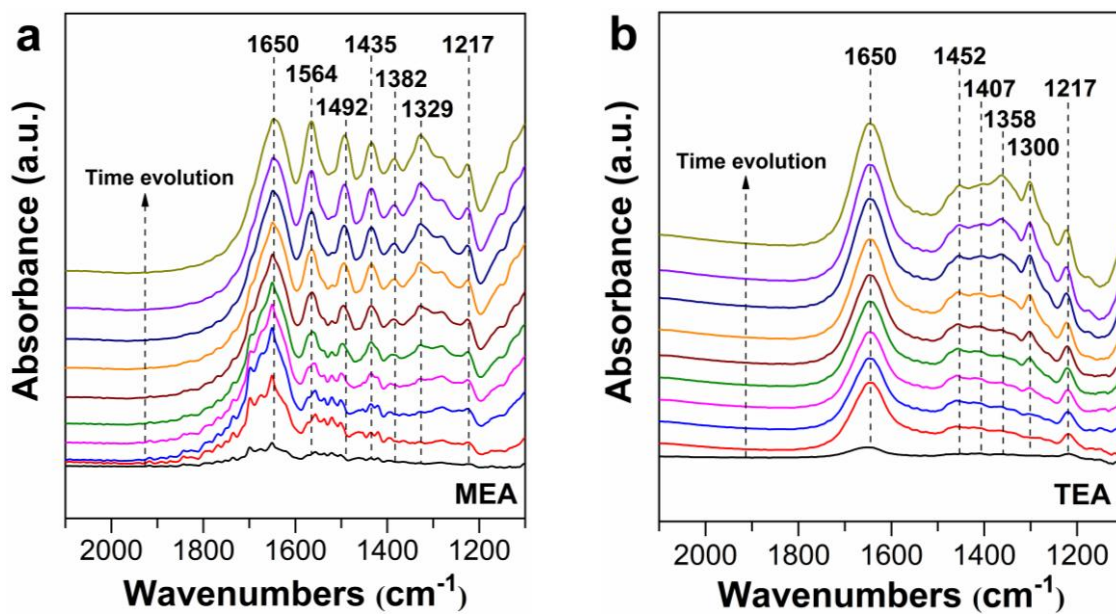 a
1650
1564
1492
1435
1382
1329
1217
Time evolution
MEA
Absorbance (a.u.)
2000 1800 1600 1400 1200
Wavenumbers (cm⁻¹)
b
1650
1452
1407
1358
1300
1217
Time evolution
TEA
Absorbance (a.u.)
2000 1800 1600 1400 1200
Wavenumbers (cm⁻¹)